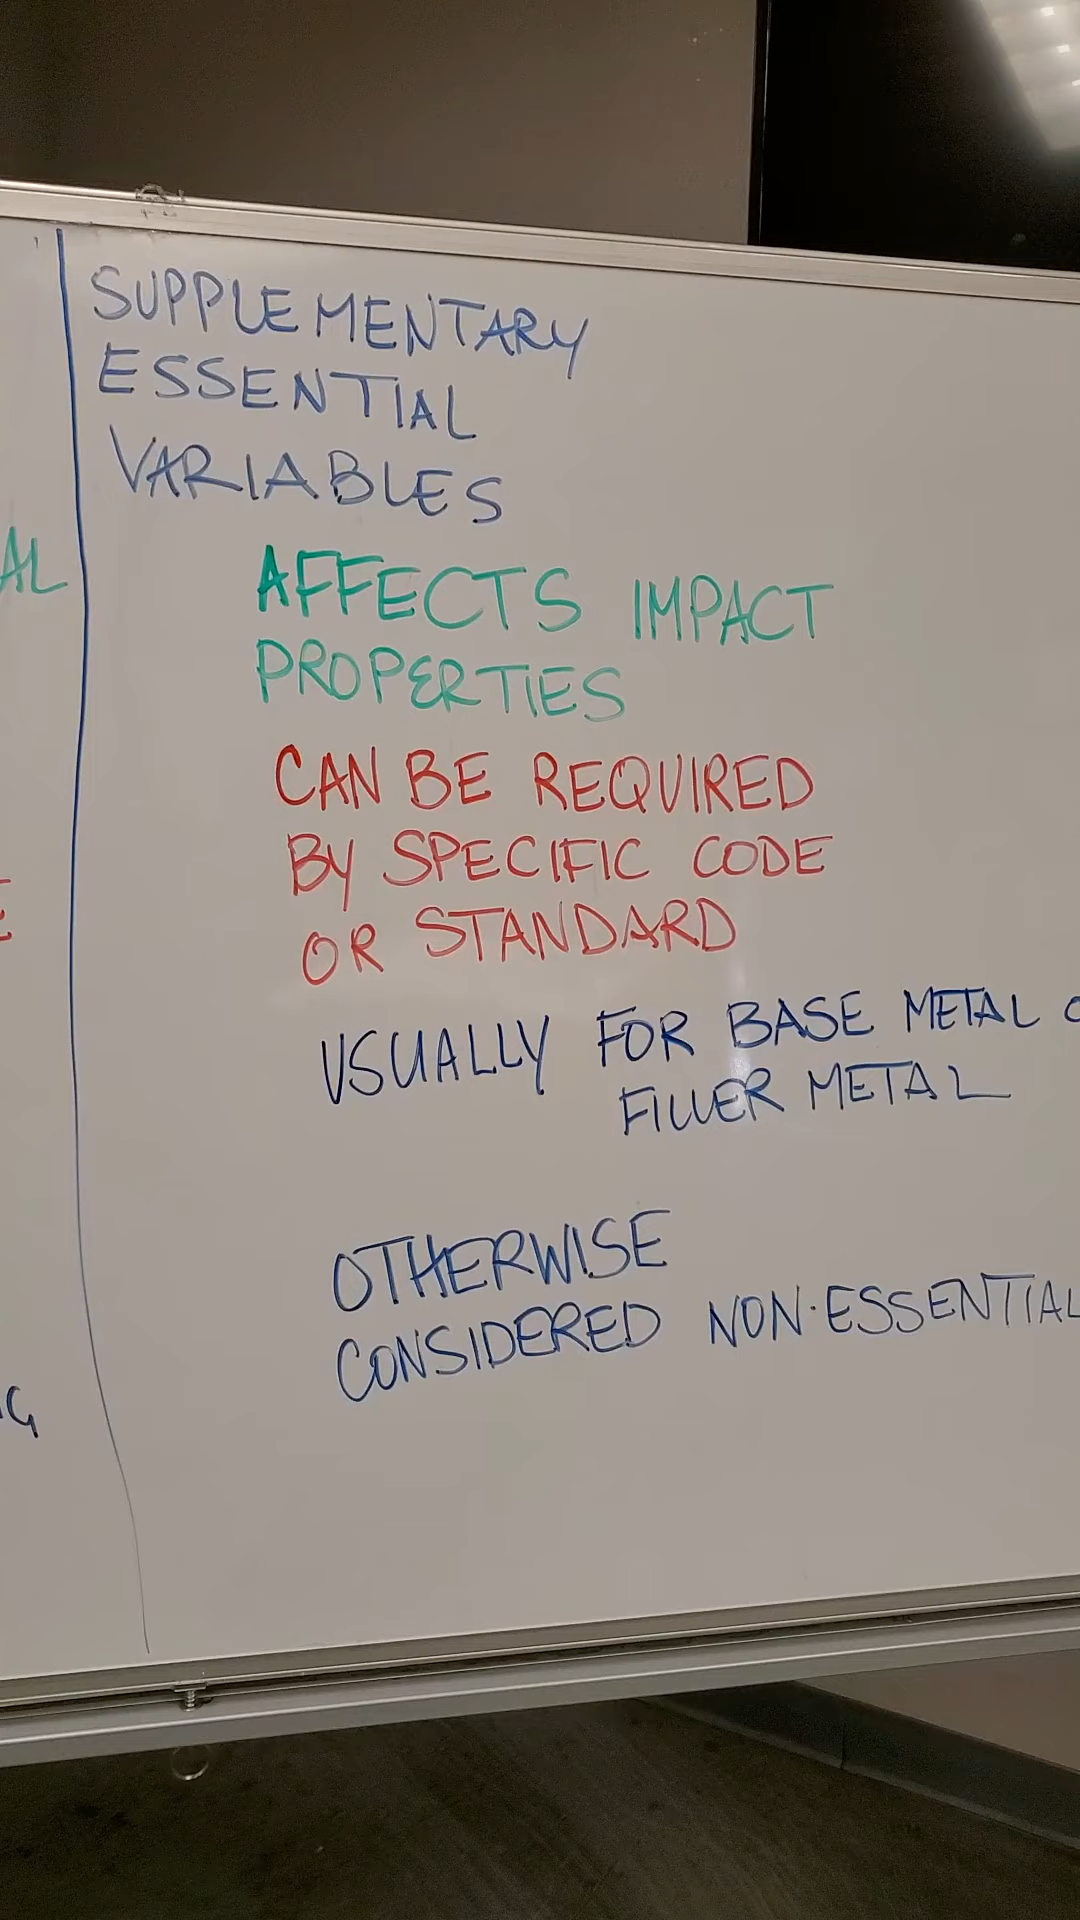 SUPPLEMENTARY
ESSENTIAL
VARIABLES
AFFECTS IMPACT
PROPERTIES
CAN BE REQUIRED
BY SPECIFIC CODE
OR STANDARD
USUALLY FOR BASE METAL
FILLER METAL
OTHERWISE
CONSIDERED NON-ESSENTIAL